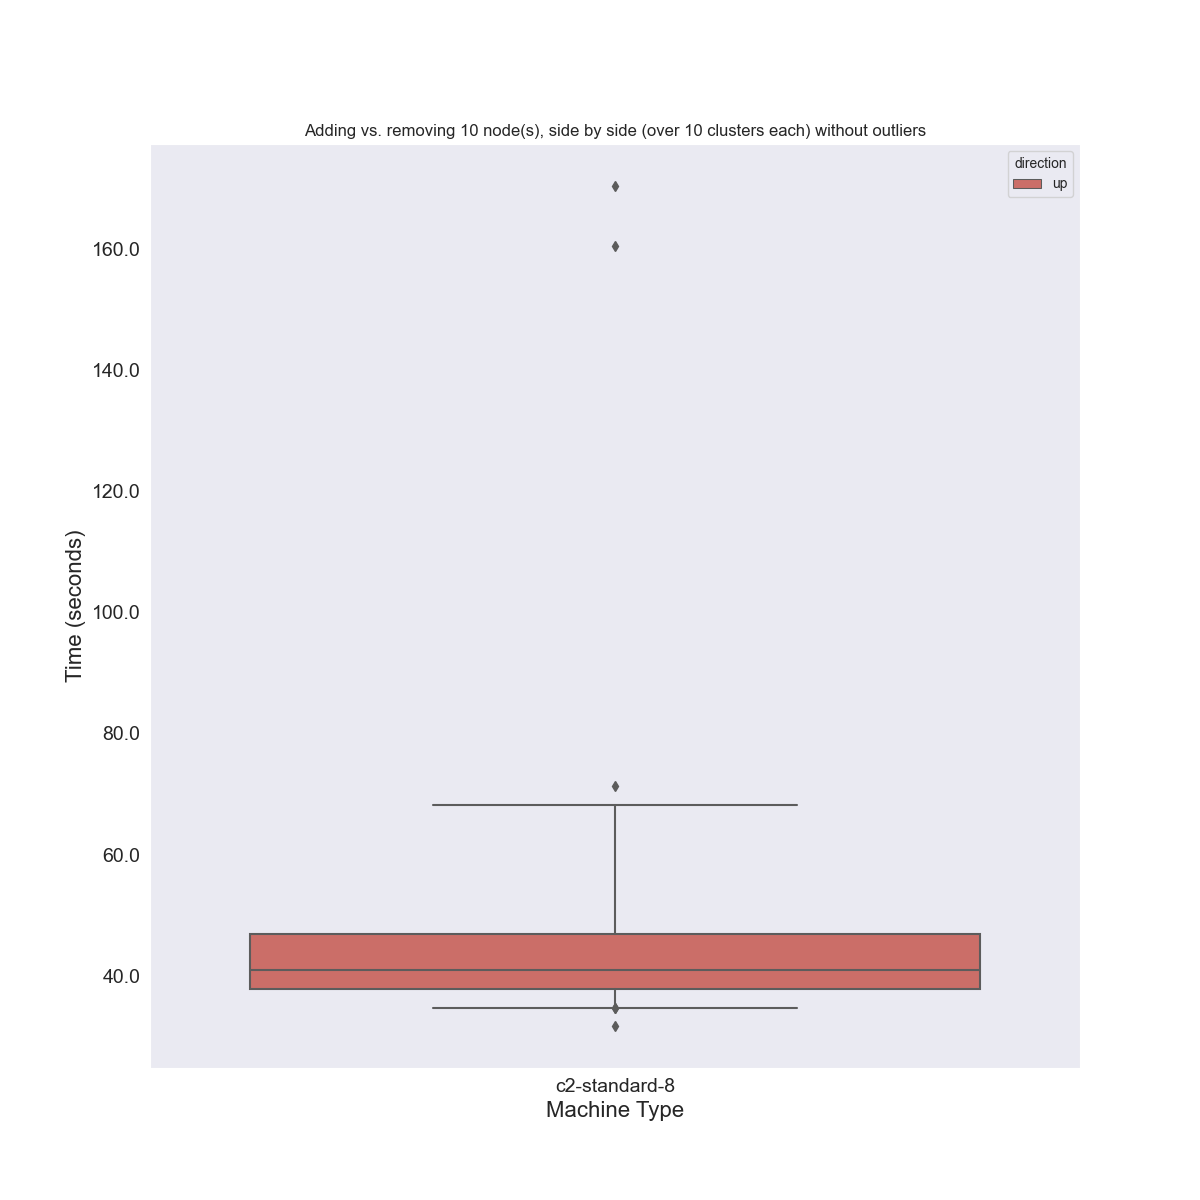 Adding vs. removing 10 node(s), side by side (over 10 clusters each) without outliers
direction
up
160.0
140.0
120.0
100.0
80.0
60.0
40.0
Time (seconds)
c2-standard-8
Machine Type